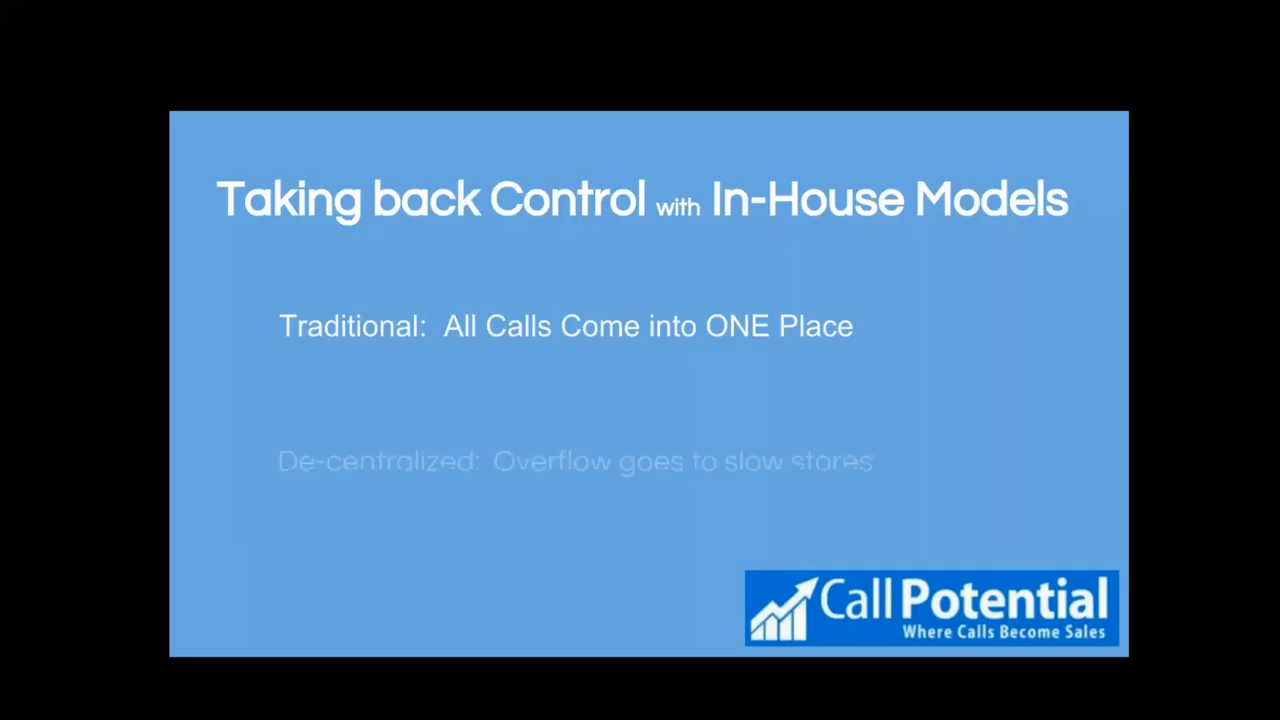 Taking back Control with In-House Models
Traditional: All Calls Come into ONE Place
De-centralized: Overflow goes to slow stores
Call Potential
Where Calls Become Sales